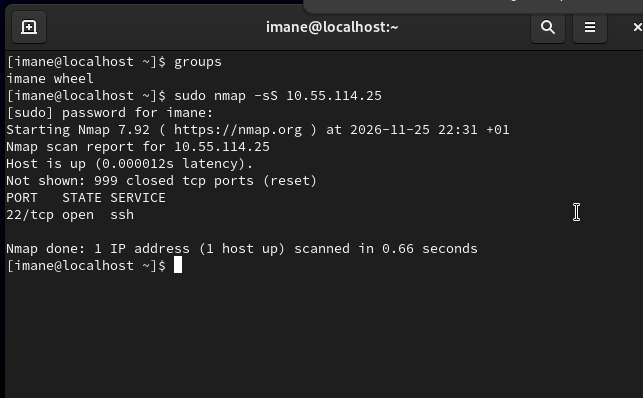 imane@localhost:~
[imane@localhost ~]$ groups
imane wheel
[imane@localhost ~]$ sudo nmap -sS 10.55.114.25
[sudo] password for imane:
Starting Nmap 7.92 ( https://nmap.org ) at 2026-11-25 22:31 +01
Nmap scan report for 10.55.114.25
Host is up (0.000012s latency).
Not shown: 999 closed tcp ports (reset)
PORT   STATE SERVICE
22/tcp open  ssh
Nmap done: 1 IP address (1 host up) scanned in 0.66 seconds
[imane@localhost ~]$